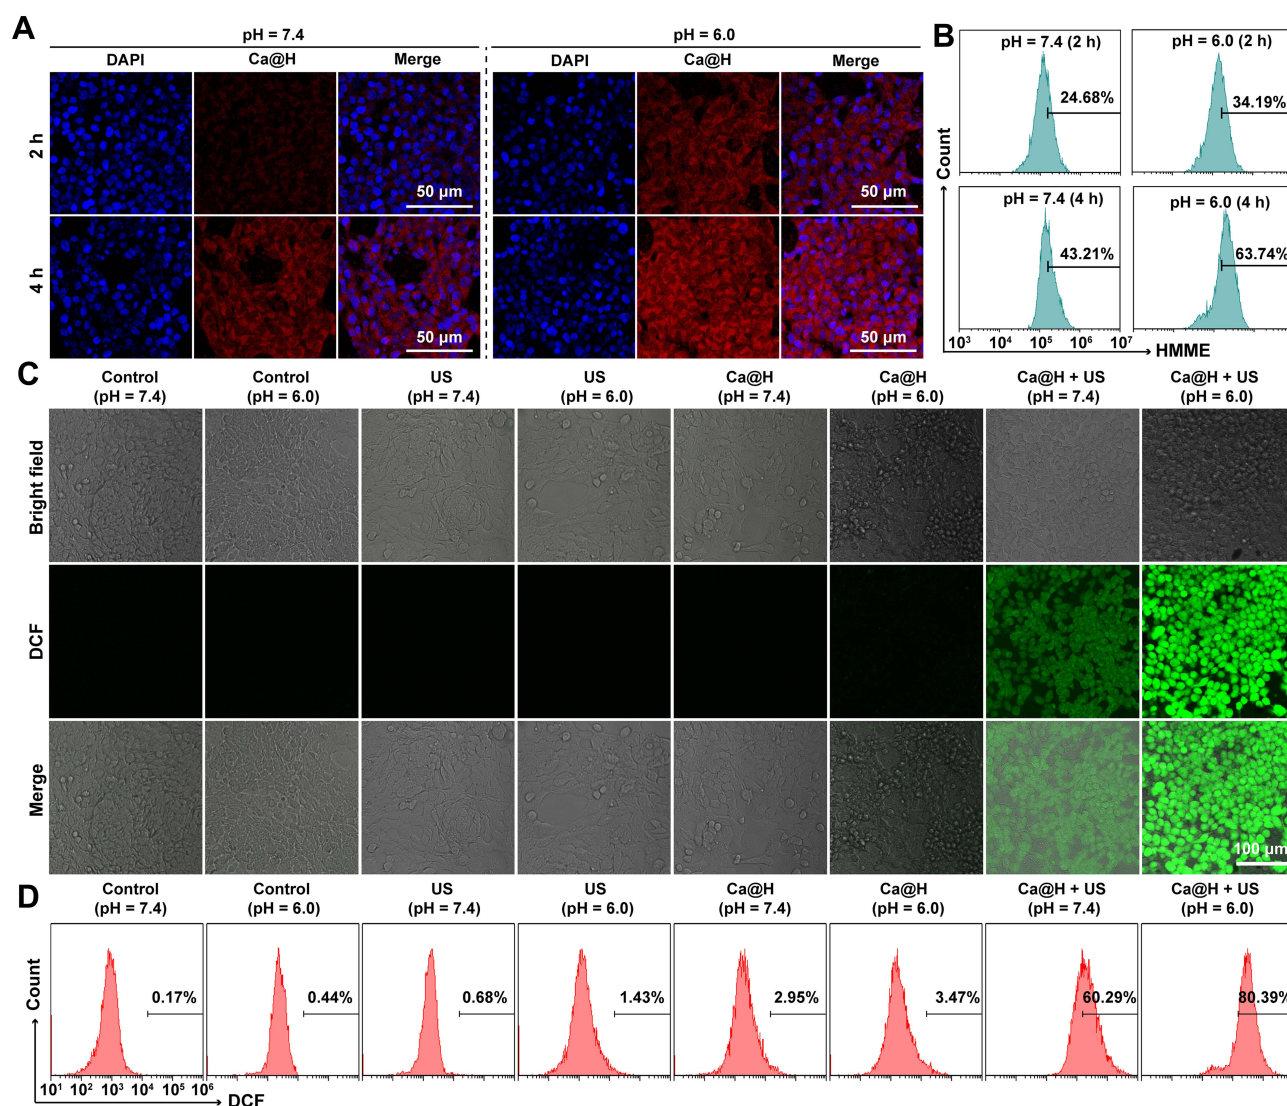 A
pH = 7.4
pH = 6.0
DAPI
Ca@H
Merge
DAPI
Ca@H
Merge
2 h
50 µm
50 µm
4 h
50 µm
50 µm
B
pH = 7.4 (2 h)
24.68%
pH = 6.0 (2 h)
34.19%
pH = 7.4 (4 h)
43.21%
pH = 6.0 (4 h)
63.74%
Count
10³ 10⁴ 10⁵ 10⁶ 10⁷
HMME
C
Control
(pH = 7.4)
Control
(pH = 6.0)
US
(pH = 7.4)
US
(pH = 6.0)
Ca@H
(pH = 7.4)
Ca@H
(pH = 6.0)
Ca@H + US
(pH = 7.4)
Ca@H + US
(pH = 6.0)
Bright field
DCF
Merge
100 µm
D
Control
(pH = 7.4)
Control
(pH = 6.0)
US
(pH = 7.4)
US
(pH = 6.0)
Ca@H
(pH = 7.4)
Ca@H
(pH = 6.0)
Ca@H + US
(pH = 7.4)
Ca@H + US
(pH = 6.0)
Count
0.17%
0.44%
0.68%
1.43%
2.95%
3.47%
60.29%
80.39%
10¹ 10² 10³ 10⁴ 10⁵ 10⁶
DCF